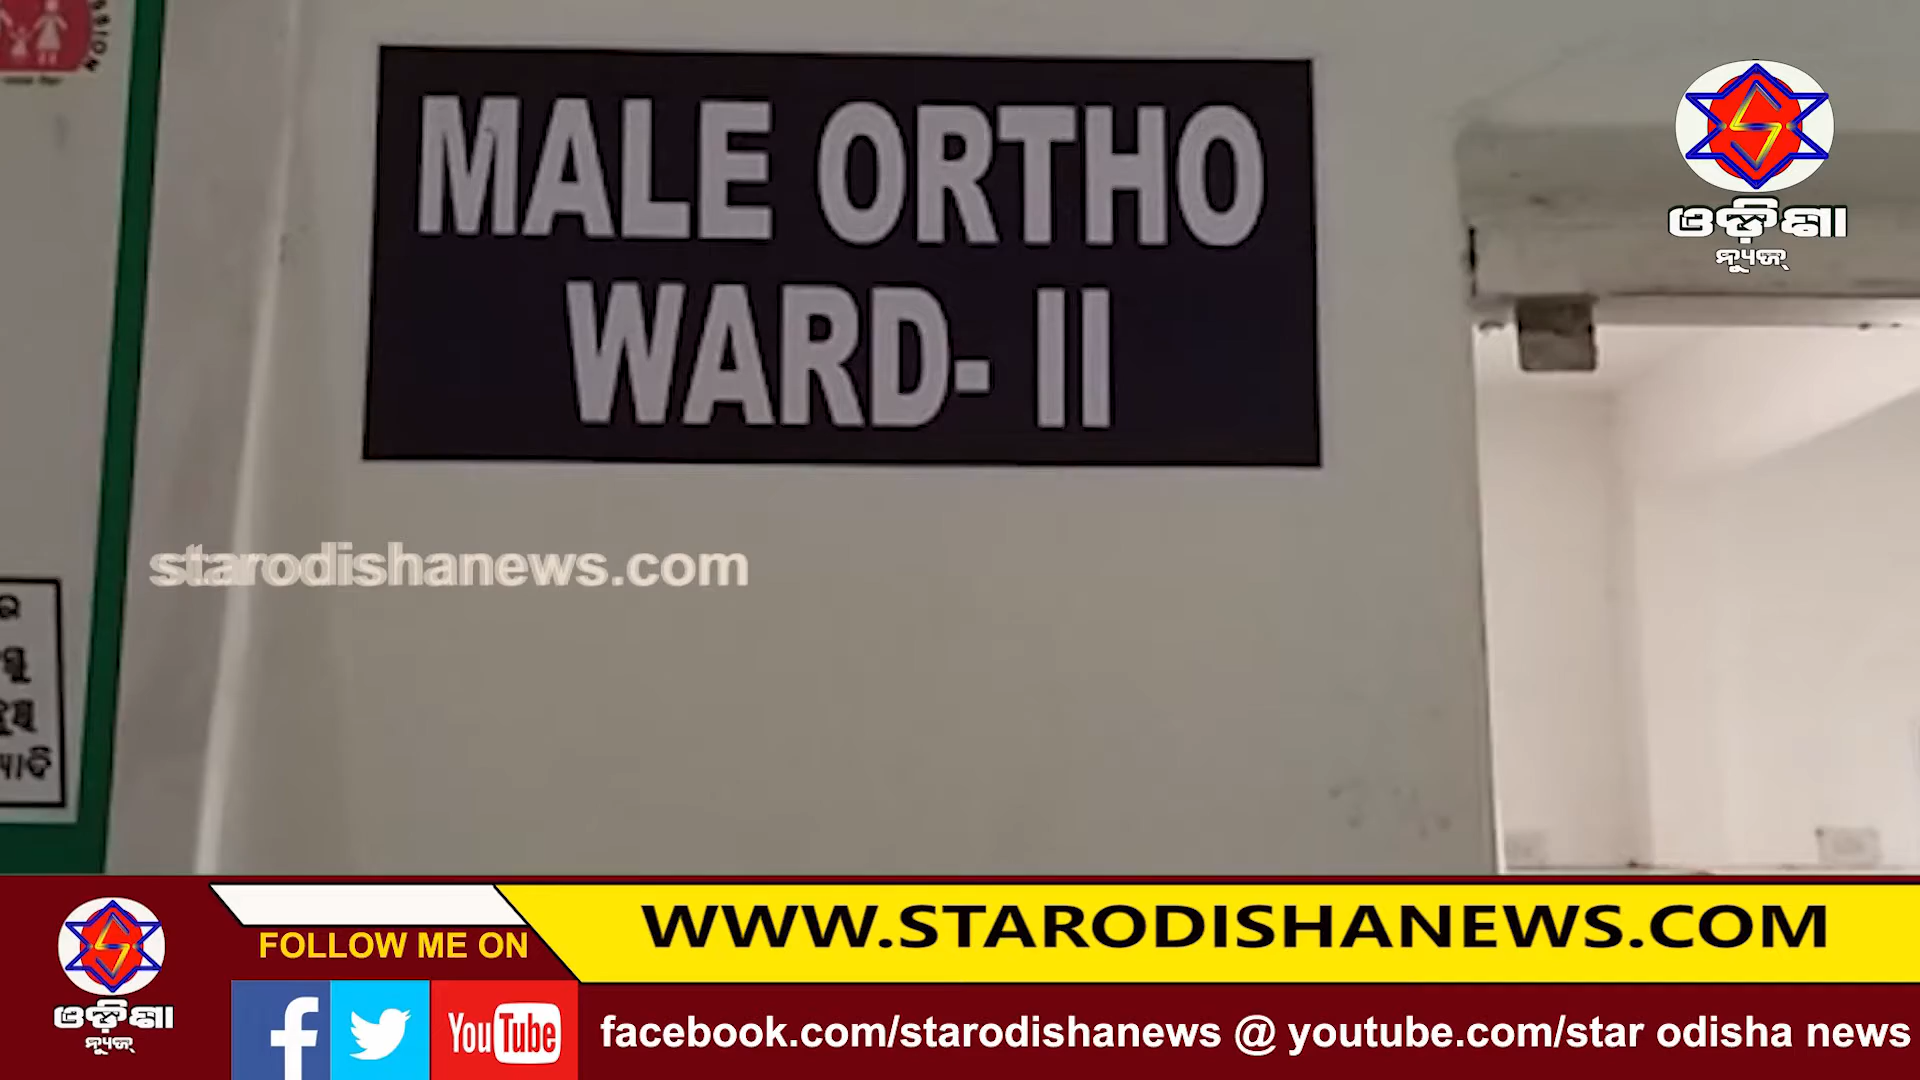 SSION
MALE ORTHO
WARD- II
ଓଡ଼ିଶା
ନ୍ୟୁଜ୍
starodishanews.com
WWW.STARODISHANEWS.COM
FOLLOW ME ON
ଓଡ଼ିଶା
ନ୍ୟୁଜ୍
f
YouTube
facebook.com/starodishanews @ youtube.com/star odisha news